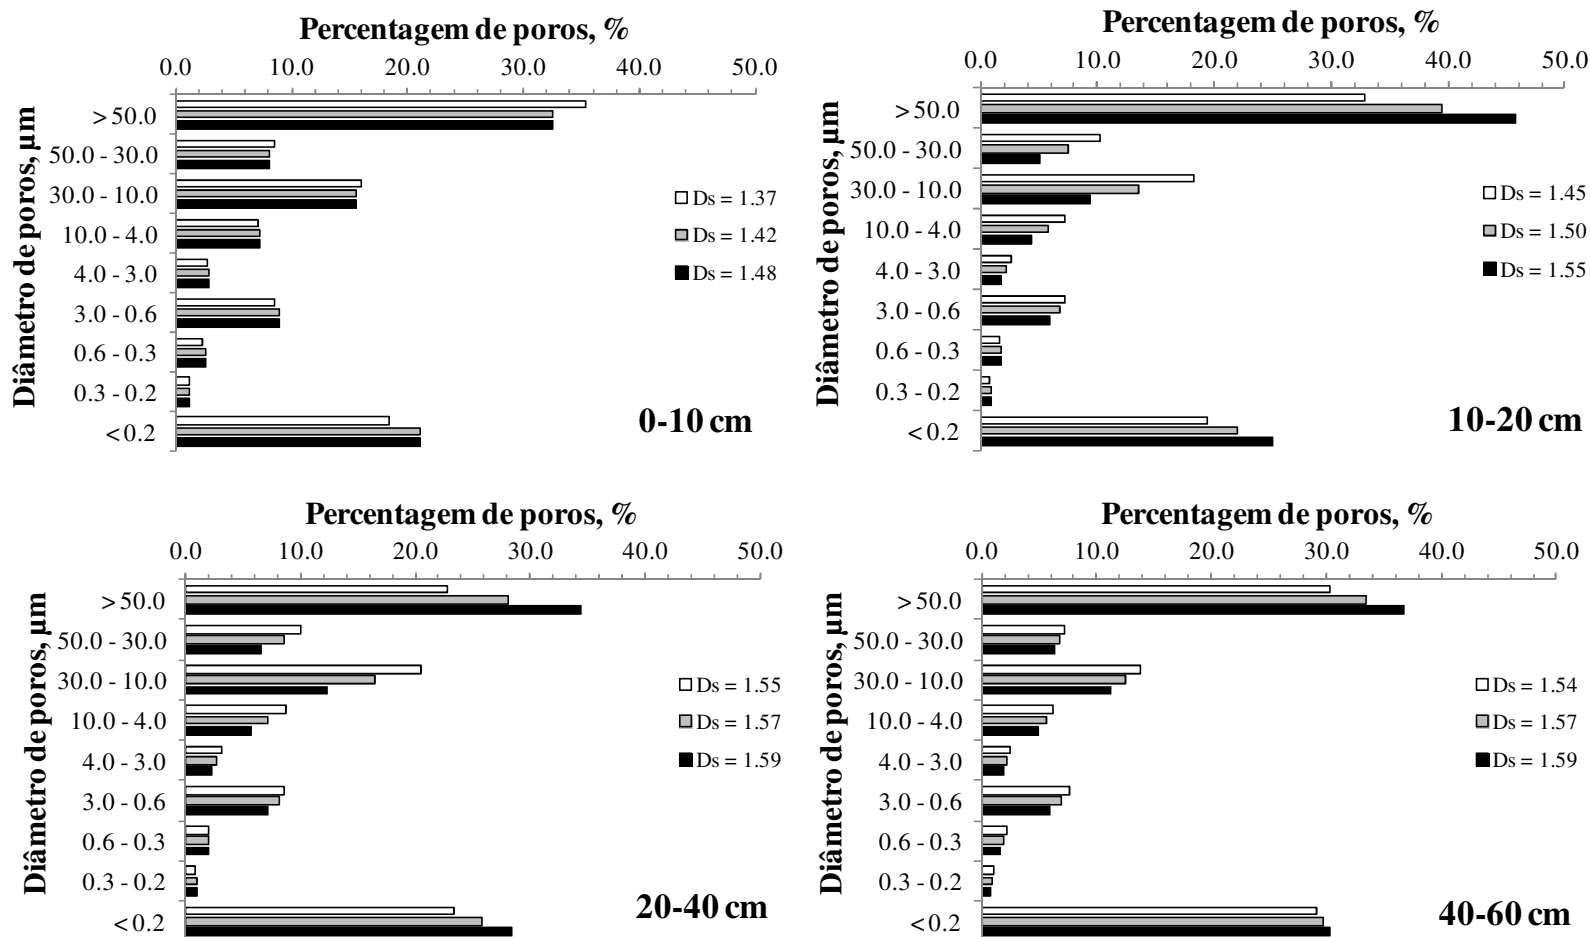 Percentagem de poros, %
0.0 10.0 20.0 30.0 40.0 50.0
Diâmetro de poros, µm
> 50.0
50.0 - 30.0
30.0 - 10.0
10.0 - 4.0
4.0 - 3.0
3.0 - 0.6
0.6 - 0.3
0.3 - 0.2
< 0.2
Ds = 1.37
Ds = 1.42
Ds = 1.48
0-10 cm
Percentagem de poros, %
0.0 10.0 20.0 30.0 40.0 50.0
Diâmetro de poros, µm
> 50.0
50.0 - 30.0
30.0 - 10.0
10.0 - 4.0
4.0 - 3.0
3.0 - 0.6
0.6 - 0.3
0.3 - 0.2
< 0.2
Ds = 1.45
Ds = 1.50
Ds = 1.55
10-20 cm
Percentagem de poros, %
0.0 10.0 20.0 30.0 40.0 50.0
Diâmetro de poros, µm
> 50.0
50.0 - 30.0
30.0 - 10.0
10.0 - 4.0
4.0 - 3.0
3.0 - 0.6
0.6 - 0.3
0.3 - 0.2
< 0.2
Ds = 1.55
Ds = 1.57
Ds = 1.59
20-40 cm
Percentagem de poros, %
0.0 10.0 20.0 30.0 40.0 50.0
Diâmetro de poros, µm
> 50.0
50.0 - 30.0
30.0 - 10.0
10.0 - 4.0
4.0 - 3.0
3.0 - 0.6
0.6 - 0.3
0.3 - 0.2
< 0.2
Ds = 1.54
Ds = 1.57
Ds = 1.59
40-60 cm